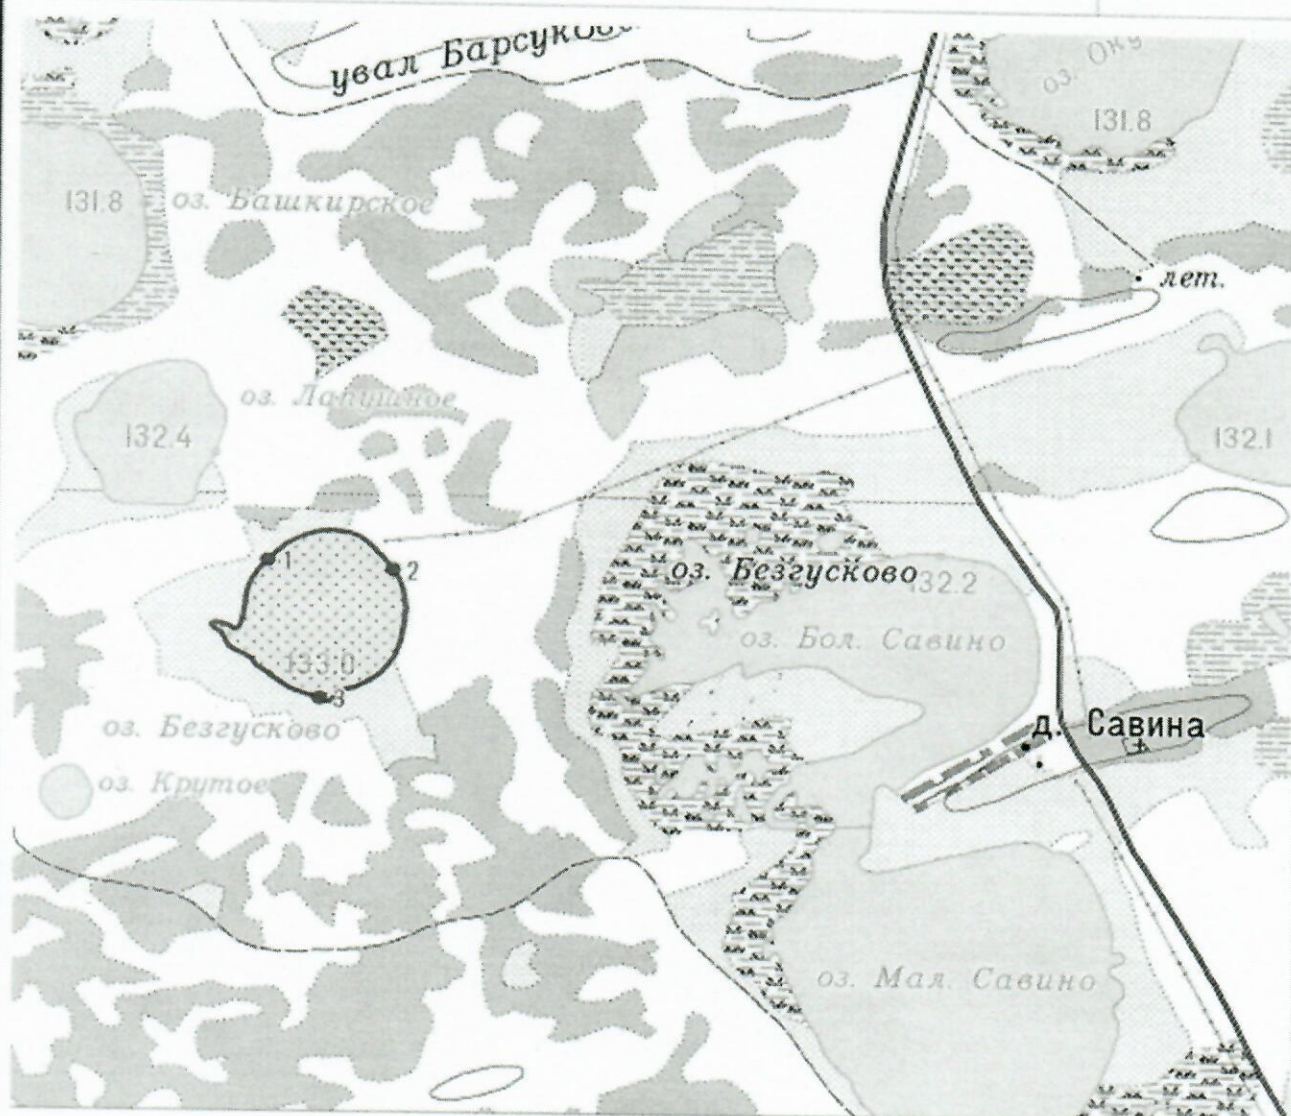 увал Барсуково
оз. Оку
131.8
131.8
оз. Башкирское
лет.
оз. Лапушное
132.4
132.1
1
2
оз. Безгусково
132.2
оз. Бол. Савино
133.0
3
д. Савина
оз. Безгусково
оз. Крутое
оз. Мал. Савино